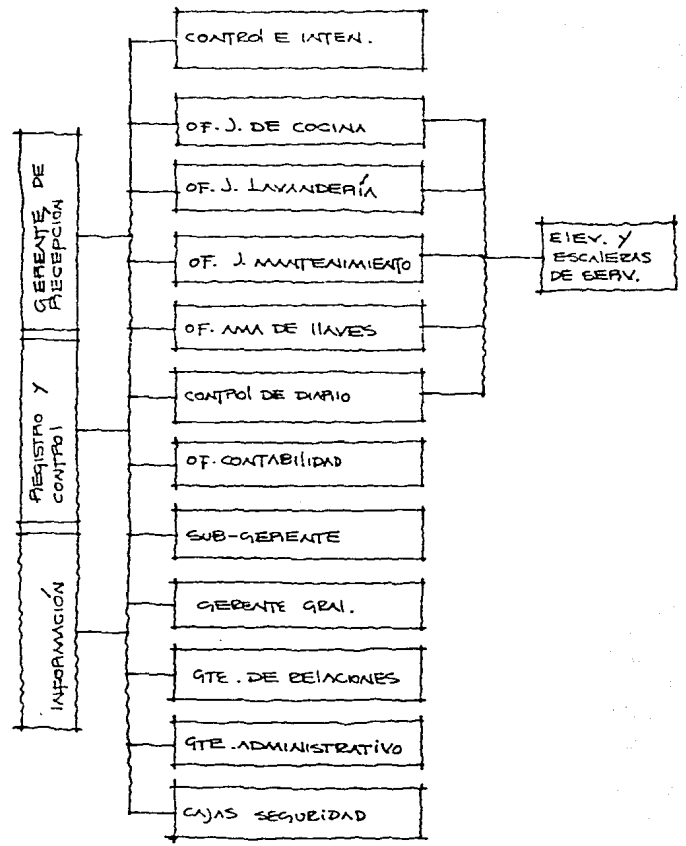 CONTROL E INTEN.
OF. J. DE COCINA
OF. J. LAVANDERÍA
OF. J. MANTENIMIENTO
OF. AMA DE LLAVES
CONTROL DE DIARIO
OF. CONTABILIDAD
SUB-GERENTE
GERENTE GRAL.
GTE. DE RELACIONES
GTE. ADMINISTRATIVO
CAJAS SEGURIDAD
GERENTE DE
RECEPCIÓN
REGISTRO Y
CONTROL
INFORMACIÓN
ELEV. Y
ESCALERAS
DE SERV.